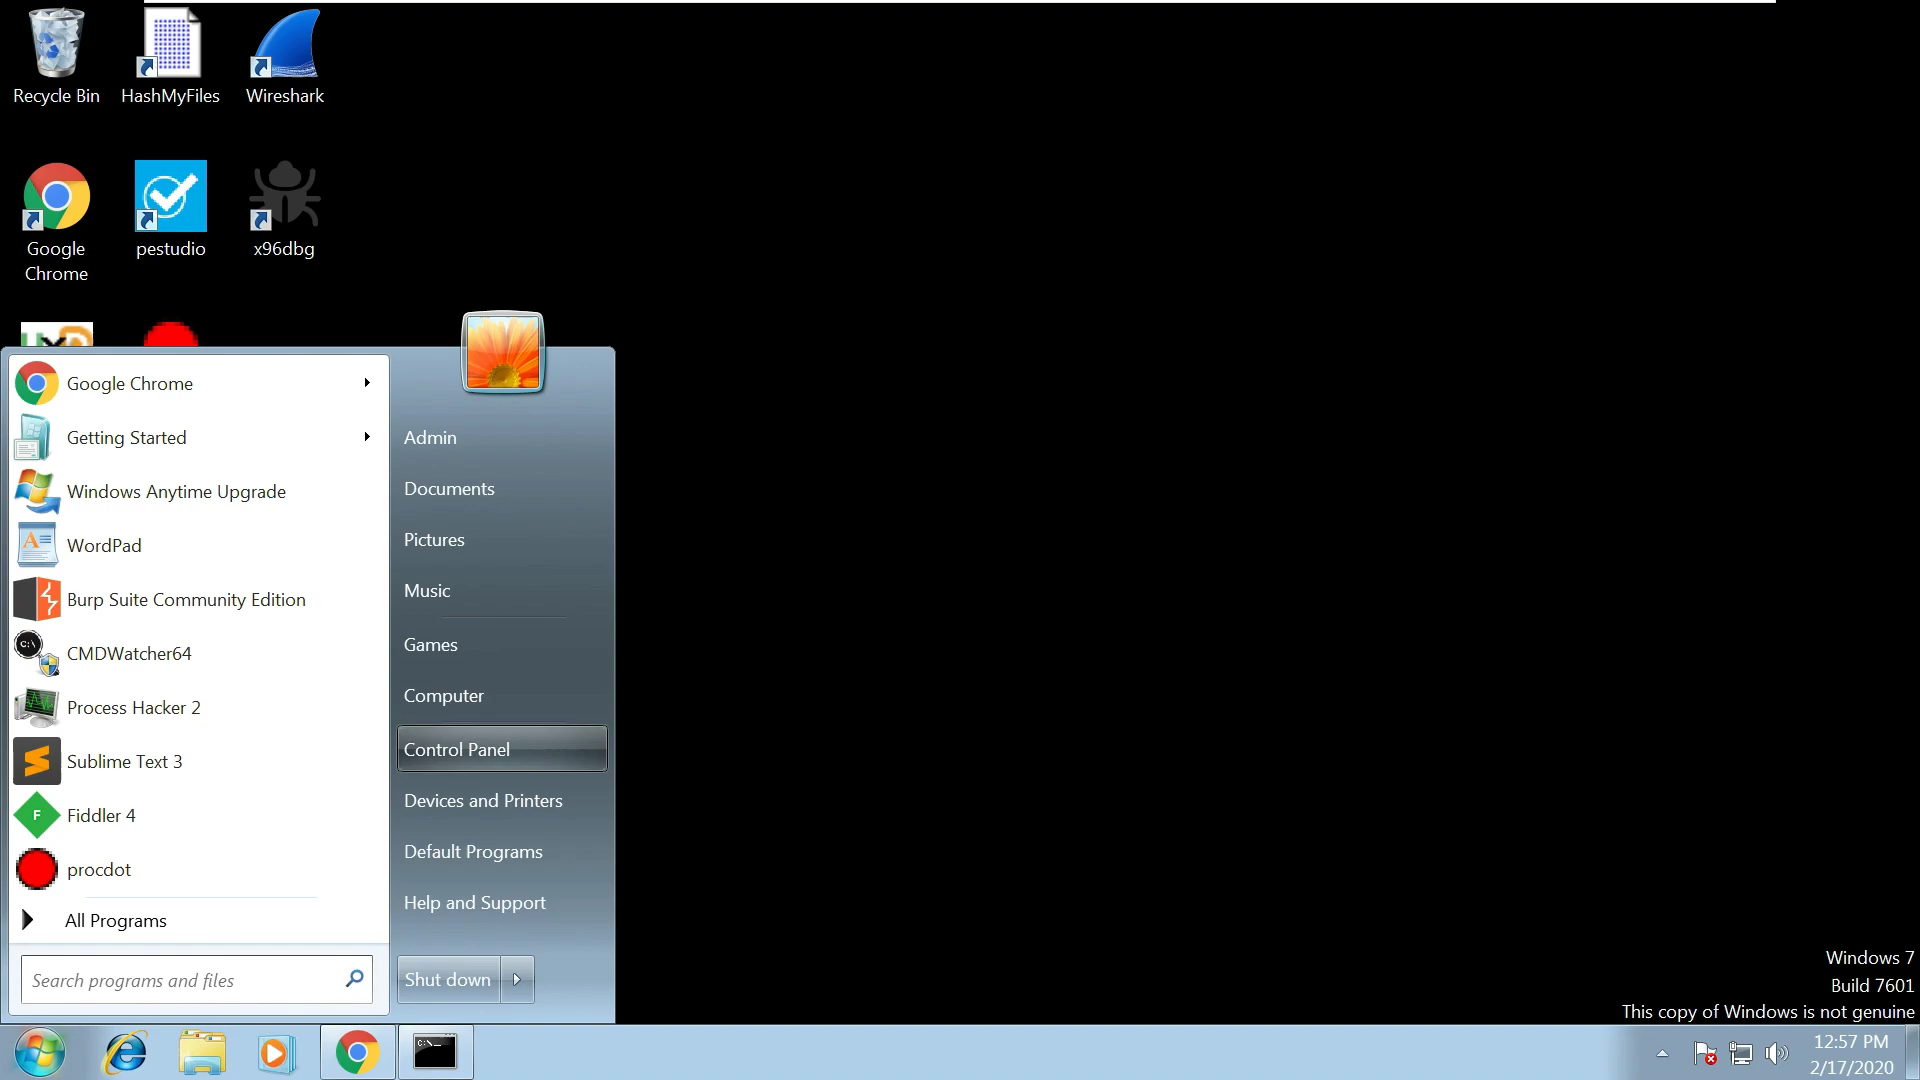 Recycle Bin
HashMyFiles
Wireshark
Google
Chrome
pestudio
x96dbg
Google Chrome
Getting Started
Windows Anytime Upgrade
WordPad
Burp Suite Community Edition
CMDWatcher64
Process Hacker 2
Sublime Text 3
F
Fiddler 4
procdot
All Programs
Search programs and files
Admin
Documents
Pictures
Music
Games
Computer
Control Panel
Devices and Printers
Default Programs
Help and Support
Shut down
Windows 7
Build 7601
This copy of Windows is not genuine
12:57 PM
2/17/2020